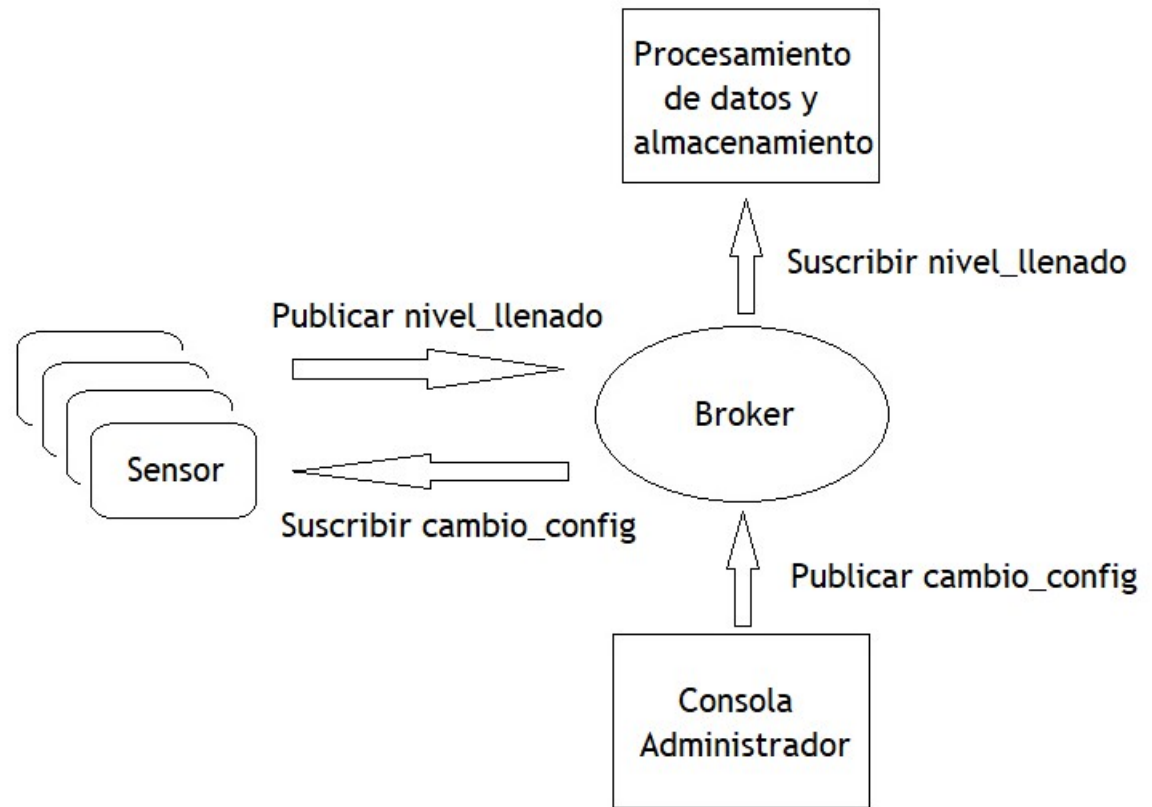 Procesamiento
de datos y
almacenamiento
Suscribir nivel_llenado
Publicar nivel_llenado
Broker
Sensor
Suscribir cambio_config
Publicar cambio_config
Consola
Administrador